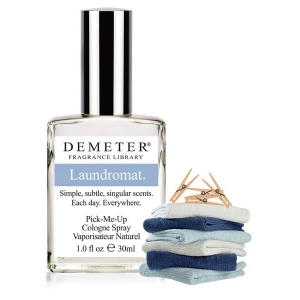 DEMETER®
FRAGRANCE LIBRARY
Laundromat®
Simple, subtle, singular scents.
Each day. Everywhere.
Pick-Me-Up
Cologne Spray
Vaporisateur Naturel
1.0 fl oz ℮ 30ml